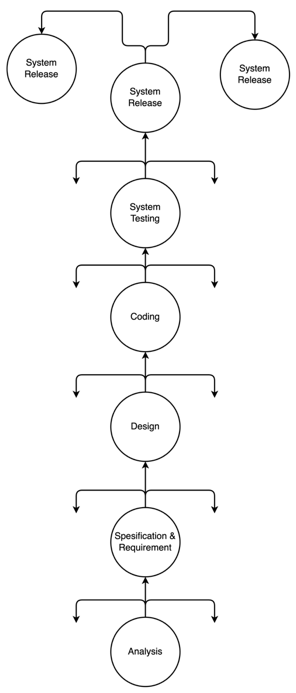 System
Release
System
Release
System
Release
System
Testing
Coding
Design
Spesification &
Requirement
Analysis